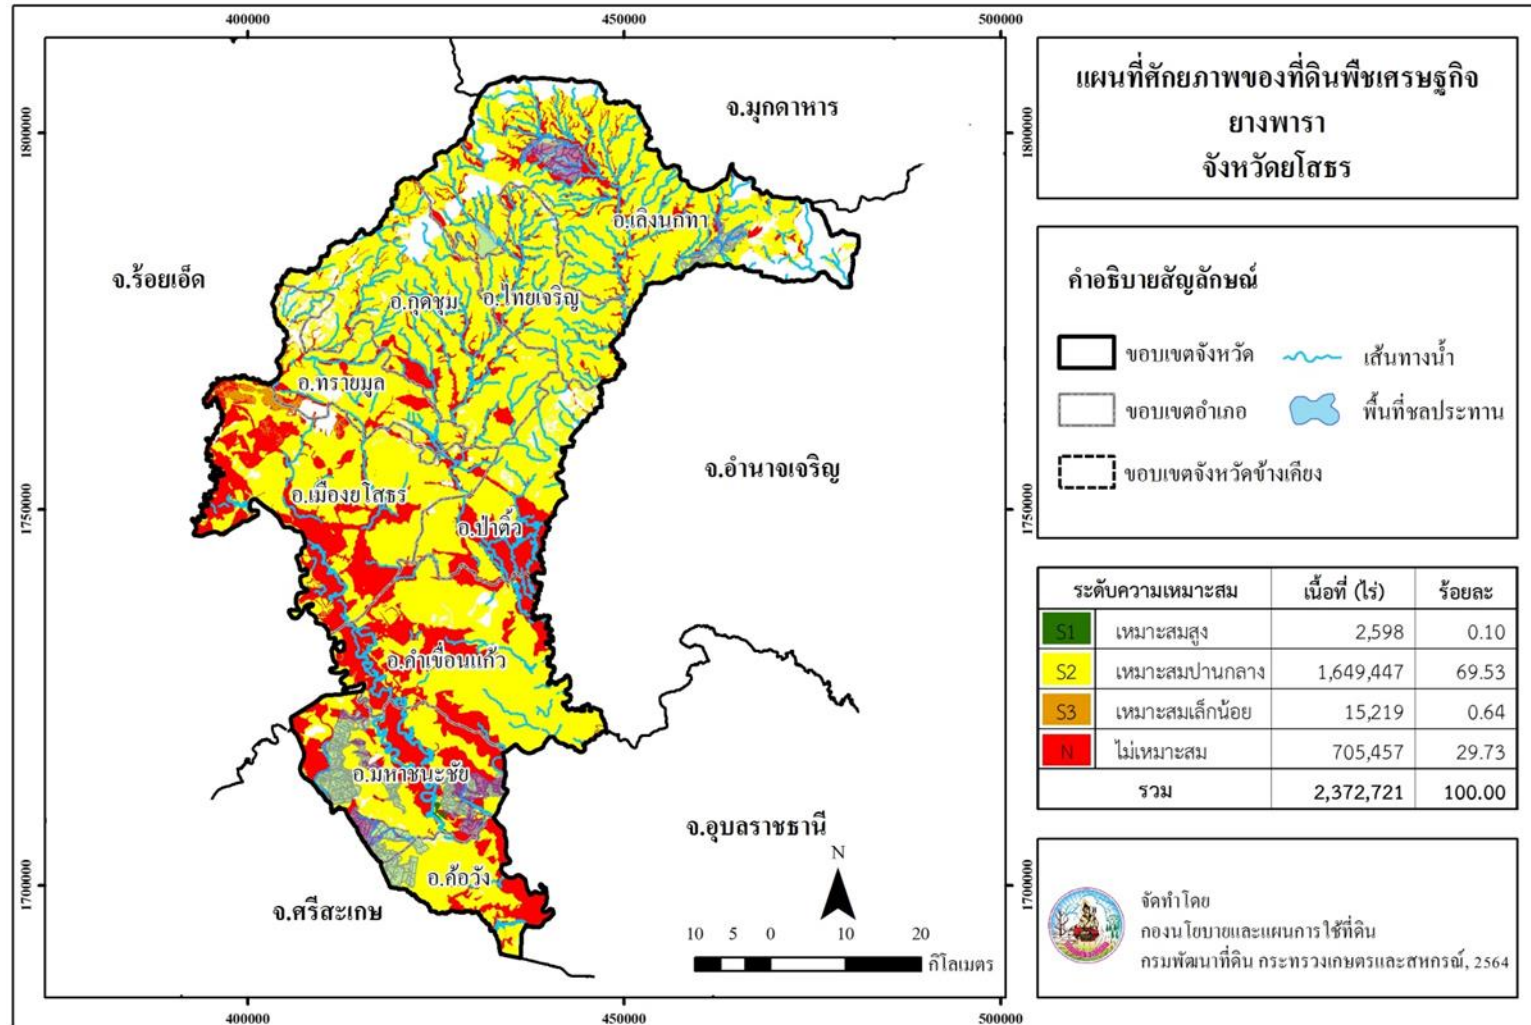 400000
450000
500000
1800000
1750000
1700000
จ.มุกดาหาร
อ.เลิงนกทา
จ.ร้อยเอ็ด
อ.กุดชุม
อ.ไทยเจริญ
อ.ทรายมูล
จ.อำนาจเจริญ
อ.เมืองยโสธร
อ.ป่าติ้ว
อ.คำเขื่อนแก้ว
อ.มหาชนะชัย
จ.อุบลราชธานี
อ.ค้อวัง
จ.ศรีสะเกษ
N
10 5 0 10 20
กิโลเมตร
1800000
1750000
1700000
400000
450000
500000
แผนที่ศักยภาพของที่ดินพืชเศรษฐกิจ
ยางพารา
จังหวัดยโสธร
คำอธิบายสัญลักษณ์
ขอบเขตจังหวัด เส้นทางน้ำ
ขอบเขตอำเภอ พื้นที่ชลประทาน
ขอบเขตจังหวัดข้างเคียง
ระดับความเหมาะสม เนื้อที่ (ไร่) ร้อยละ
S1 เหมาะสมสูง 2,598 0.10
S2 เหมาะสมปานกลาง 1,649,447 69.53
S3 เหมาะสมเล็กน้อย 15,219 0.64
N ไม่เหมาะสม 705,457 29.73
รวม 2,372,721 100.00
จัดทำโดย
กองนโยบายและแผนการใช้ที่ดิน
กรมพัฒนาที่ดิน กระทรวงเกษตรและสหกรณ์, 2564